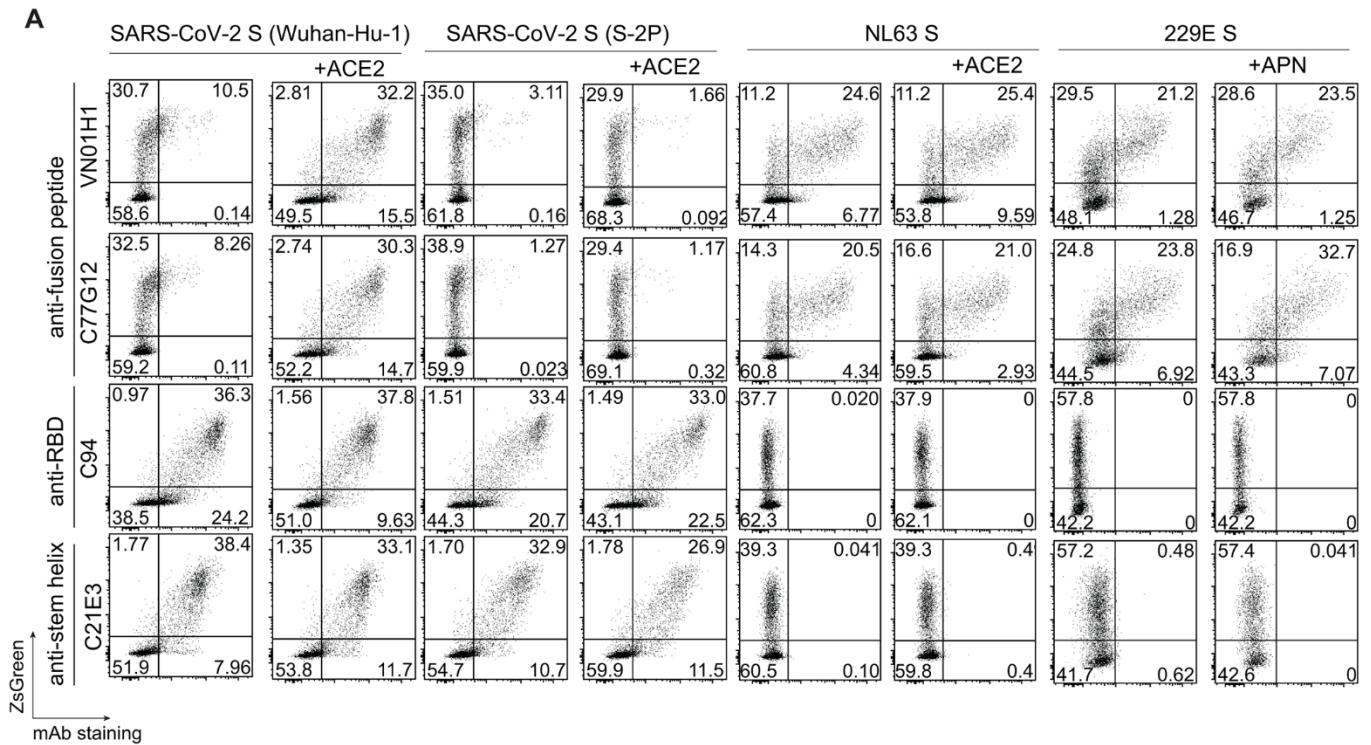 A
SARS-CoV-2 S (Wuhan-Hu-1) SARS-CoV-2 S (S-2P) NL63 S 229E S
+ACE2 +ACE2 +ACE2 +APN
anti-fusion peptide
VN01H1
30.7 10.5 2.81 32.2 35.0 3.11 29.9 1.66 11.2 24.6 11.2 25.4 29.5 21.2 28.6 23.5
58.6 0.14 49.5 15.5 61.8 0.16 68.3 0.092 57.4 6.77 53.8 9.59 48.1 1.28 46.7 1.25
C77G12
32.5 8.26 2.74 30.3 38.9 1.27 29.4 1.17 14.3 20.5 16.6 21.0 24.8 23.8 16.9 32.7
59.2 0.11 52.2 14.7 59.9 0.023 69.1 0.32 60.8 4.34 59.5 2.93 44.5 6.92 43.3 7.07
anti-RBD
C94
0.97 36.3 1.56 37.8 1.51 33.4 1.49 33.0 37.7 0.020 37.9 0 57.8 0 57.8 0
38.5 24.2 51.0 9.63 44.3 20.7 43.1 22.5 62.3 0 62.1 0 42.2 0 42.2 0
anti-stem helix
C21E3
1.77 38.4 1.35 33.1 1.70 32.9 1.78 26.9 39.3 0.041 39.3 0.4 57.2 0.48 57.4 0.041
51.9 7.96 53.8 11.7 54.7 10.7 59.9 11.5 60.5 0.10 59.8 0.4 41.7 0.62 42.6 0
ZsGreen
mAb staining